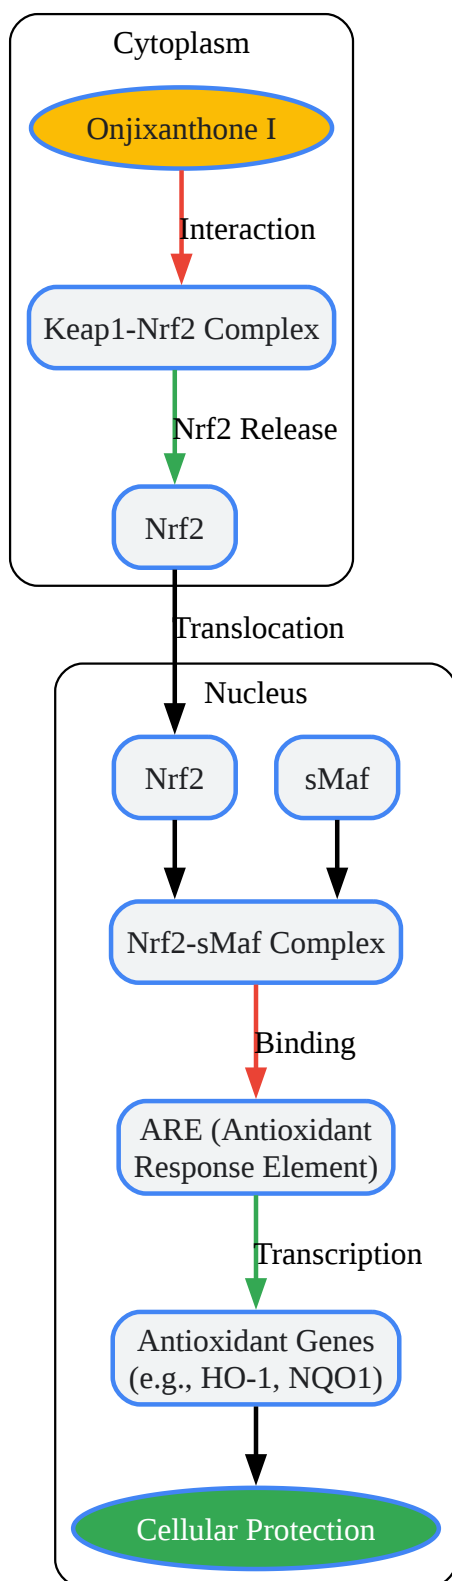 Cytoplasm
Onjixanthone I
Interaction
Keap1-Nrf2 Complex
Nrf2 Release
Nrf2
Translocation
Nucleus
Nrf2
sMaf
Nrf2-sMaf Complex
Binding
ARE (Antioxidant
Response Element)
Transcription
Antioxidant Genes
(e.g., HO-1, NQO1)
Cellular Protection